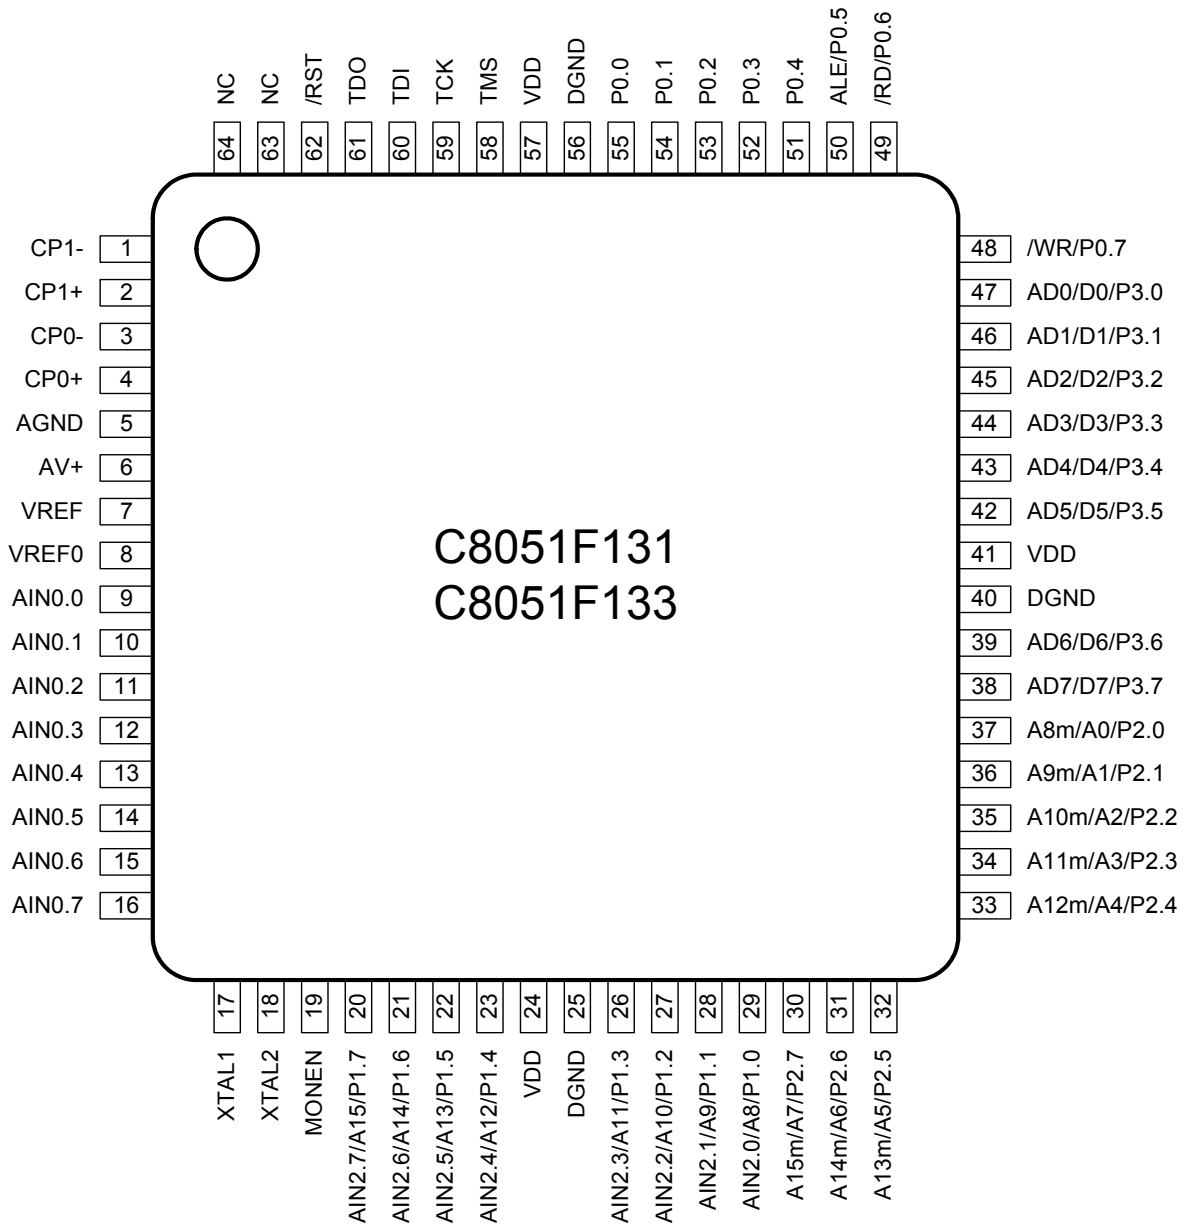 NC
NC
/RST
TDO
TDI
TCK
TMS
VDD
DGND
P0.0
P0.1
P0.2
P0.3
P0.4
ALE/P0.5
/RD/P0.6
64
63
62
61
60
59
58
57
56
55
54
53
52
51
50
49
CP1- 1
CP1+ 2
CP0- 3
CP0+ 4
AGND 5
AV+ 6
VREF 7
VREF0 8
AIN0.0 9
AIN0.1 10
AIN0.2 11
AIN0.3 12
AIN0.4 13
AIN0.5 14
AIN0.6 15
AIN0.7 16
C8051F131
C8051F133
48 /WR/P0.7
47 AD0/D0/P3.0
46 AD1/D1/P3.1
45 AD2/D2/P3.2
44 AD3/D3/P3.3
43 AD4/D4/P3.4
42 AD5/D5/P3.5
41 VDD
40 DGND
39 AD6/D6/P3.6
38 AD7/D7/P3.7
37 A8m/A0/P2.0
36 A9m/A1/P2.1
35 A10m/A2/P2.2
34 A11m/A3/P2.3
33 A12m/A4/P2.4
17
18
19
20
21
22
23
24
25
26
27
28
29
30
31
32
XTAL1
XTAL2
MONEN
AIN2.7/A15/P1.7
AIN2.6/A14/P1.6
AIN2.5/A13/P1.5
AIN2.4/A12/P1.4
VDD
DGND
AIN2.3/A11/P1.3
AIN2.2/A10/P1.2
AIN2.1/A9/P1.1
AIN2.0/A8/P1.0
A15m/A7/P2.7
A14m/A6/P2.6
A13m/A5/P2.5